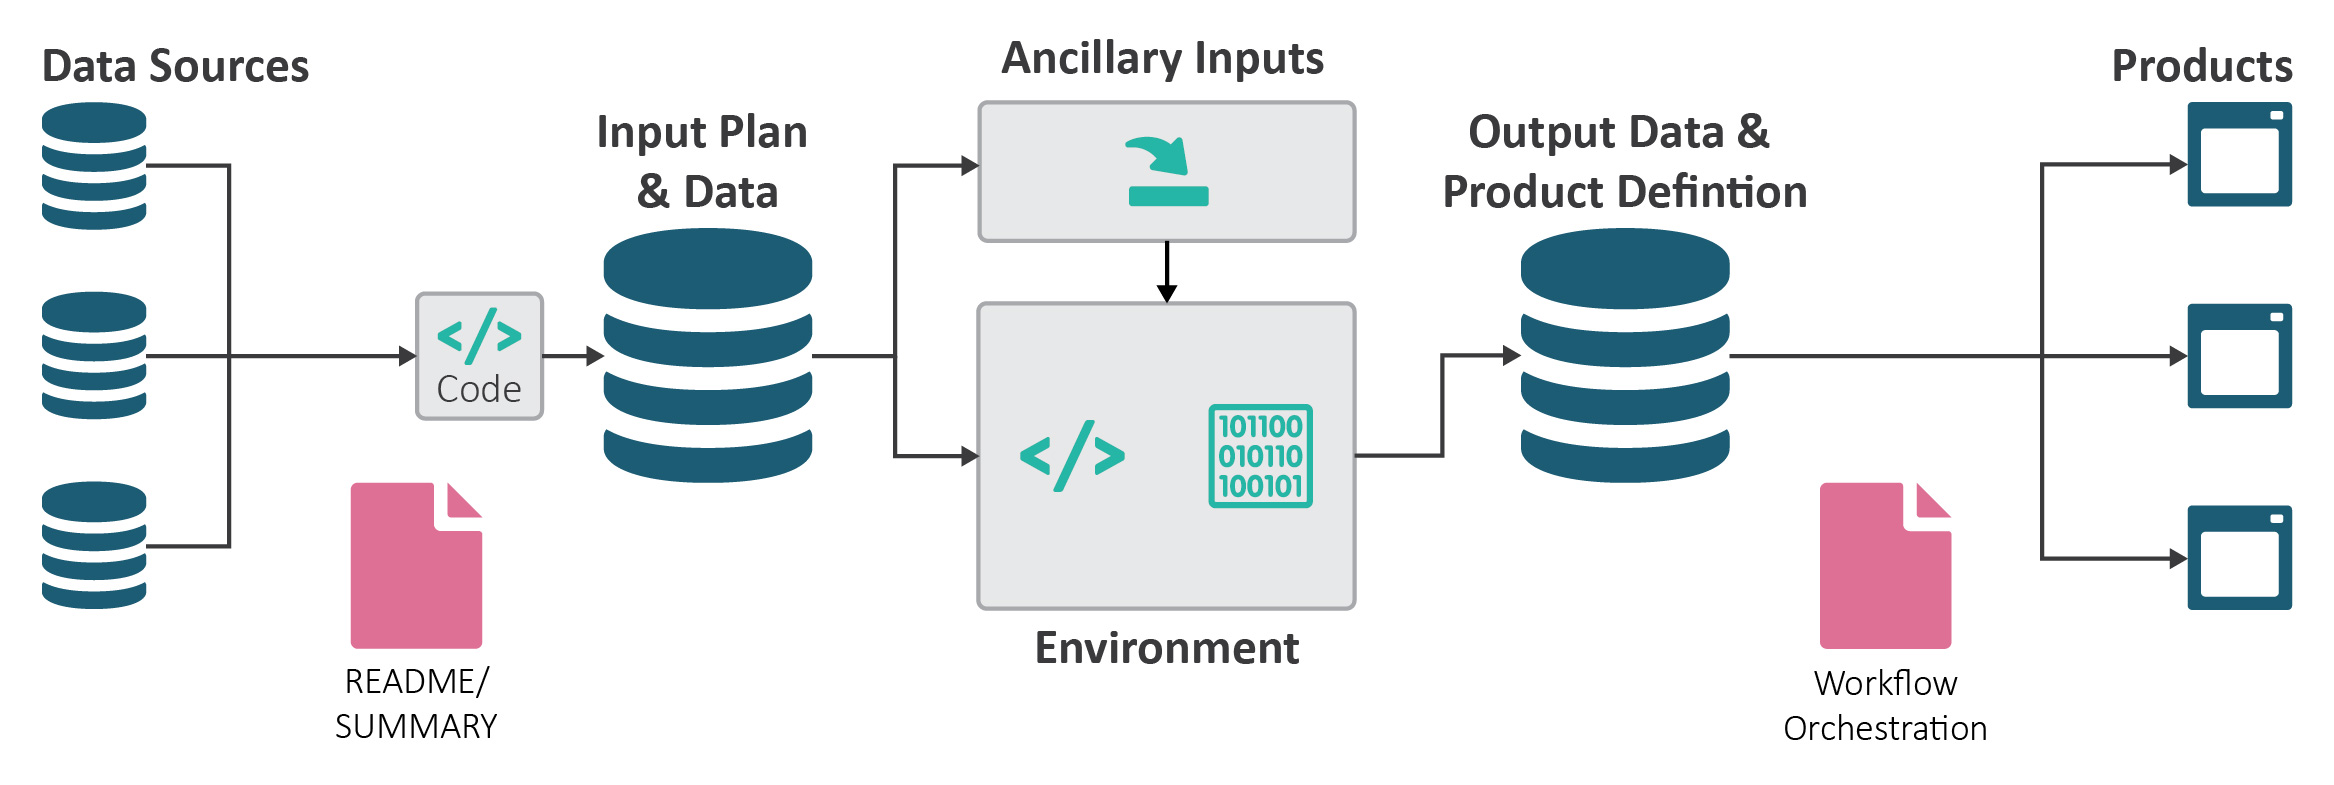 Data Sources
Input Plan
& Data
Ancillary Inputs
Output Data &
Product Defintion
Products
</>
Code
</>
101100
010110
100101
Environment
README/
SUMMARY
Workflow
Orchestration